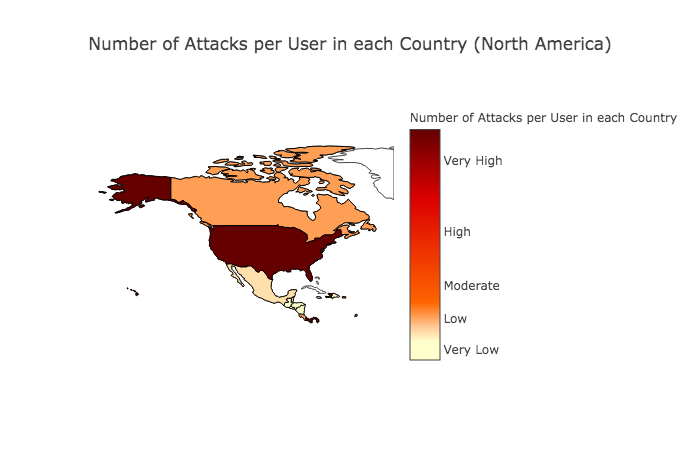 Number of Attacks per User in each Country (North America)
Number of Attacks per User in each Country
Very High
High
Moderate
Low
Very Low